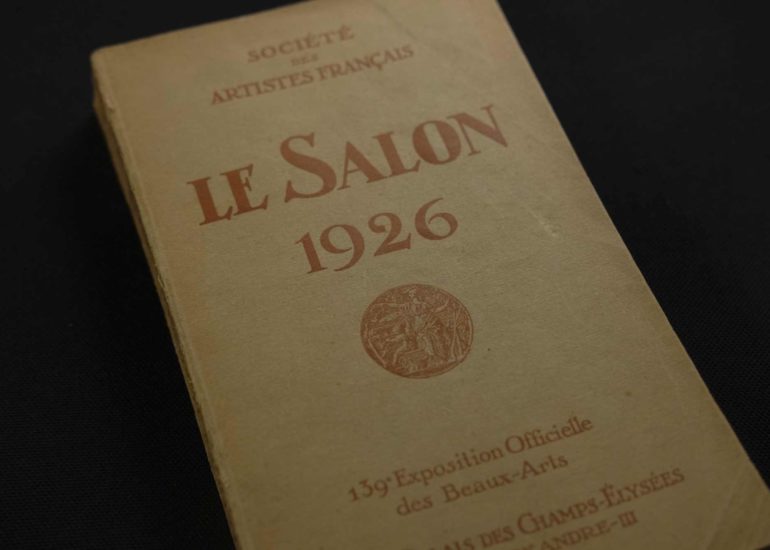 SOCIÉTÉ
DES
ARTISTES FRANÇAIS
LE SALON
1926
139e Exposition Officielle
des Beaux-Arts
DES CHAMPS-ÉLYSÉES